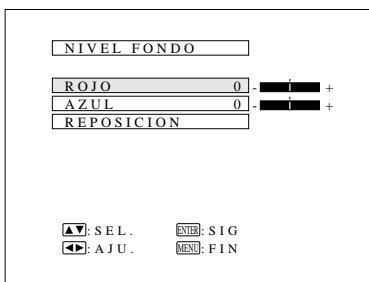 NIVEL FONDO
ROJO 0 - +
AZUL 0 - +
REPOSICION
▲▼: SEL. ENTER: SIG
◀▶: AJU. MENU: FIN